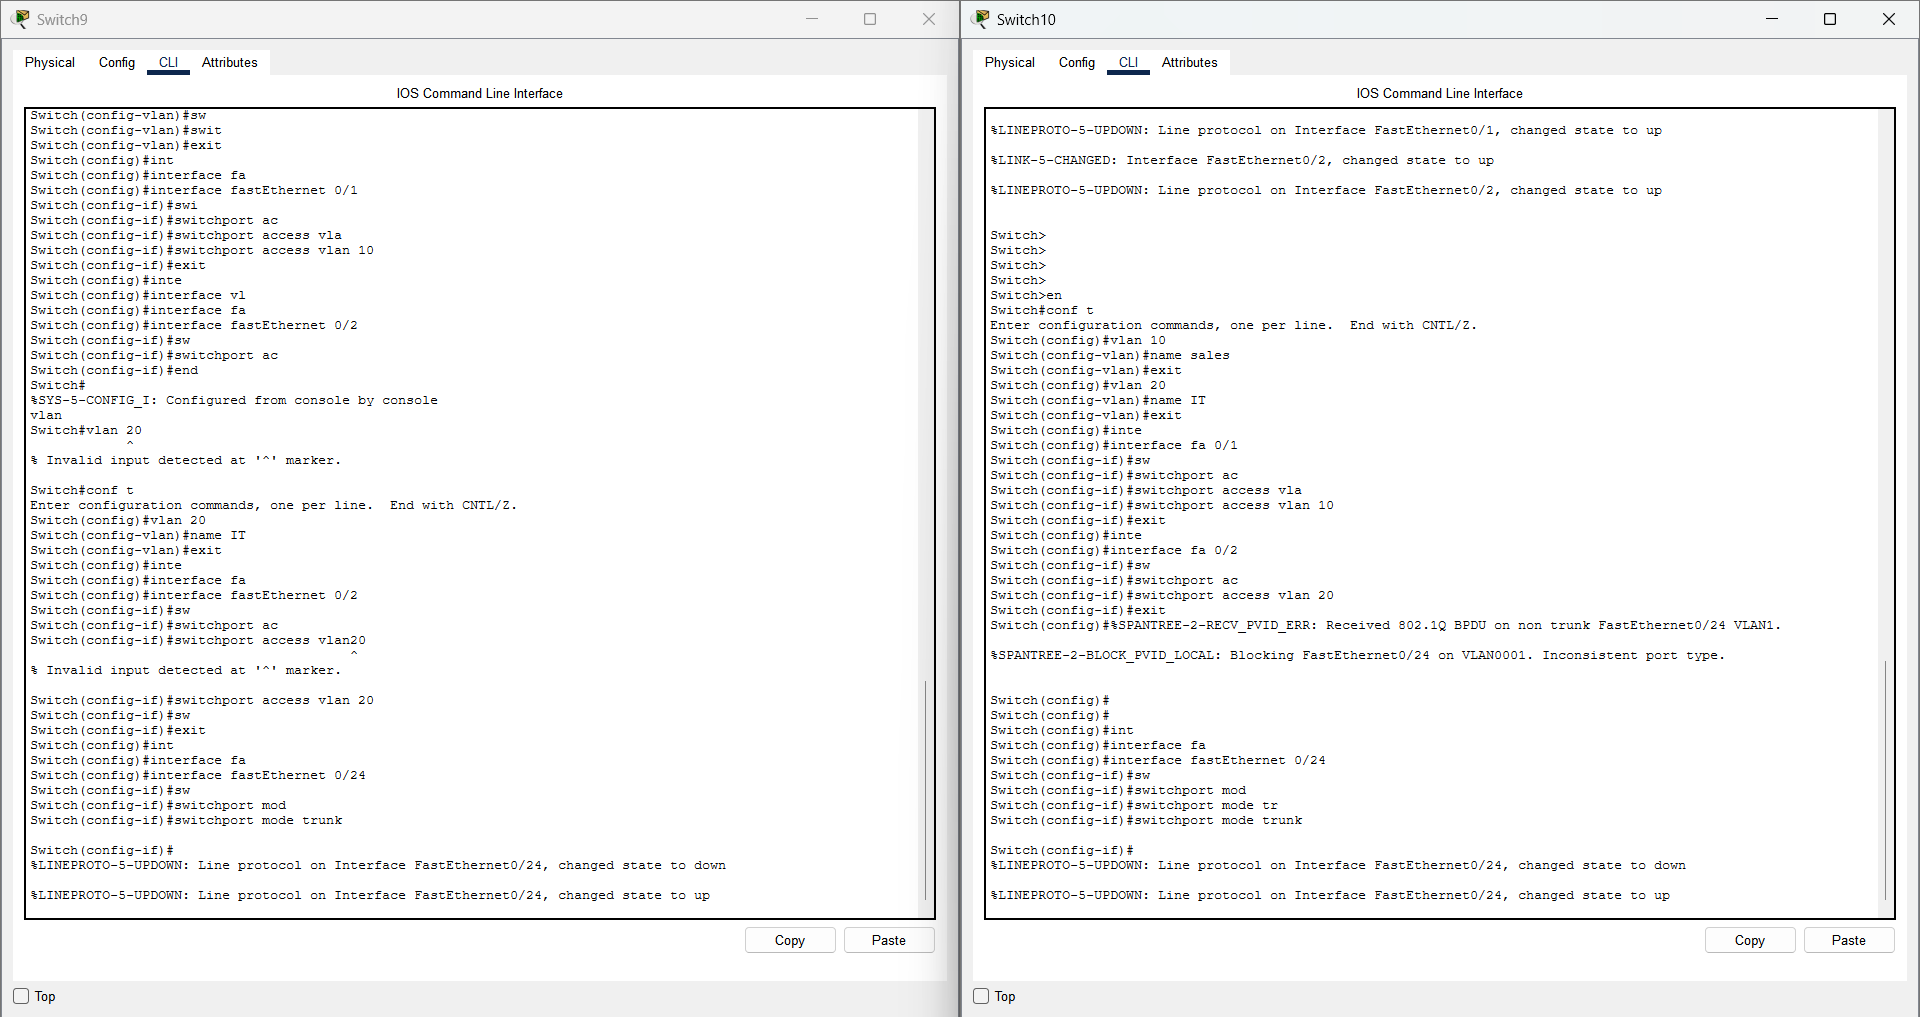 Switch9
Physical Config CLI Attributes
IOS Command Line Interface
Switch(config-vlan)#sw
Switch(config-vlan)#swit
Switch(config-vlan)#exit
Switch(config)#int
Switch(config)#interface fa
Switch(config)#interface fastEthernet 0/1
Switch(config-if)#swi
Switch(config-if)#switchport ac
Switch(config-if)#switchport access vla
Switch(config-if)#switchport access vlan 10
Switch(config-if)#exit
Switch(config)#inte
Switch(config)#interface vl
Switch(config)#interface fa
Switch(config)#interface fastEthernet 0/2
Switch(config-if)#sw
Switch(config-if)#switchport ac
Switch(config-if)#end
Switch#
%SYS-5-CONFIG_I: Configured from console by console
vlan
Switch#vlan 20
^
% Invalid input detected at '^' marker.
Switch#conf t
Enter configuration commands, one per line.  End with CNTL/Z.
Switch(config)#vlan 20
Switch(config-vlan)#name IT
Switch(config-vlan)#exit
Switch(config)#inte
Switch(config)#interface fa
Switch(config)#interface fastEthernet 0/2
Switch(config-if)#sw
Switch(config-if)#switchport ac
Switch(config-if)#switchport access vlan20
^
% Invalid input detected at '^' marker.
Switch(config-if)#switchport access vlan 20
Switch(config-if)#sw
Switch(config-if)#exit
Switch(config)#int
Switch(config)#interface fa
Switch(config)#interface fastEthernet 0/24
Switch(config-if)#sw
Switch(config-if)#switchport mod
Switch(config-if)#switchport mode trunk
Switch(config-if)#
%LINEPROTO-5-UPDOWN: Line protocol on Interface FastEthernet0/24, changed state to down
%LINEPROTO-5-UPDOWN: Line protocol on Interface FastEthernet0/24, changed state to up
Copy Paste
Top
Switch10
Physical Config CLI Attributes
IOS Command Line Interface
%LINEPROTO-5-UPDOWN: Line protocol on Interface FastEthernet0/1, changed state to up
%LINK-5-CHANGED: Interface FastEthernet0/2, changed state to up
%LINEPROTO-5-UPDOWN: Line protocol on Interface FastEthernet0/2, changed state to up
Switch>
Switch>
Switch>
Switch>
Switch>en
Switch#conf t
Enter configuration commands, one per line.  End with CNTL/Z.
Switch(config)#vlan 10
Switch(config-vlan)#name sales
Switch(config-vlan)#exit
Switch(config)#vlan 20
Switch(config-vlan)#name IT
Switch(config-vlan)#exit
Switch(config)#inte
Switch(config)#interface fa 0/1
Switch(config-if)#sw
Switch(config-if)#switchport ac
Switch(config-if)#switchport access vla
Switch(config-if)#switchport access vlan 10
Switch(config-if)#exit
Switch(config)#inte
Switch(config)#interface fa 0/2
Switch(config-if)#sw
Switch(config-if)#switchport ac
Switch(config-if)#switchport access vlan 20
Switch(config-if)#exit
Switch(config)#%SPANTREE-2-RECV_PVID_ERR: Received 802.1Q BPDU on non trunk FastEthernet0/24 VLAN1.
%SPANTREE-2-BLOCK_PVID_LOCAL: Blocking FastEthernet0/24 on VLAN0001. Inconsistent port type.
Switch(config)#
Switch(config)#
Switch(config)#int
Switch(config)#interface fa
Switch(config)#interface fastEthernet 0/24
Switch(config-if)#sw
Switch(config-if)#switchport mod
Switch(config-if)#switchport mode tr
Switch(config-if)#switchport mode trunk
Switch(config-if)#
%LINEPROTO-5-UPDOWN: Line protocol on Interface FastEthernet0/24, changed state to down
%LINEPROTO-5-UPDOWN: Line protocol on Interface FastEthernet0/24, changed state to up
Copy Paste
Top